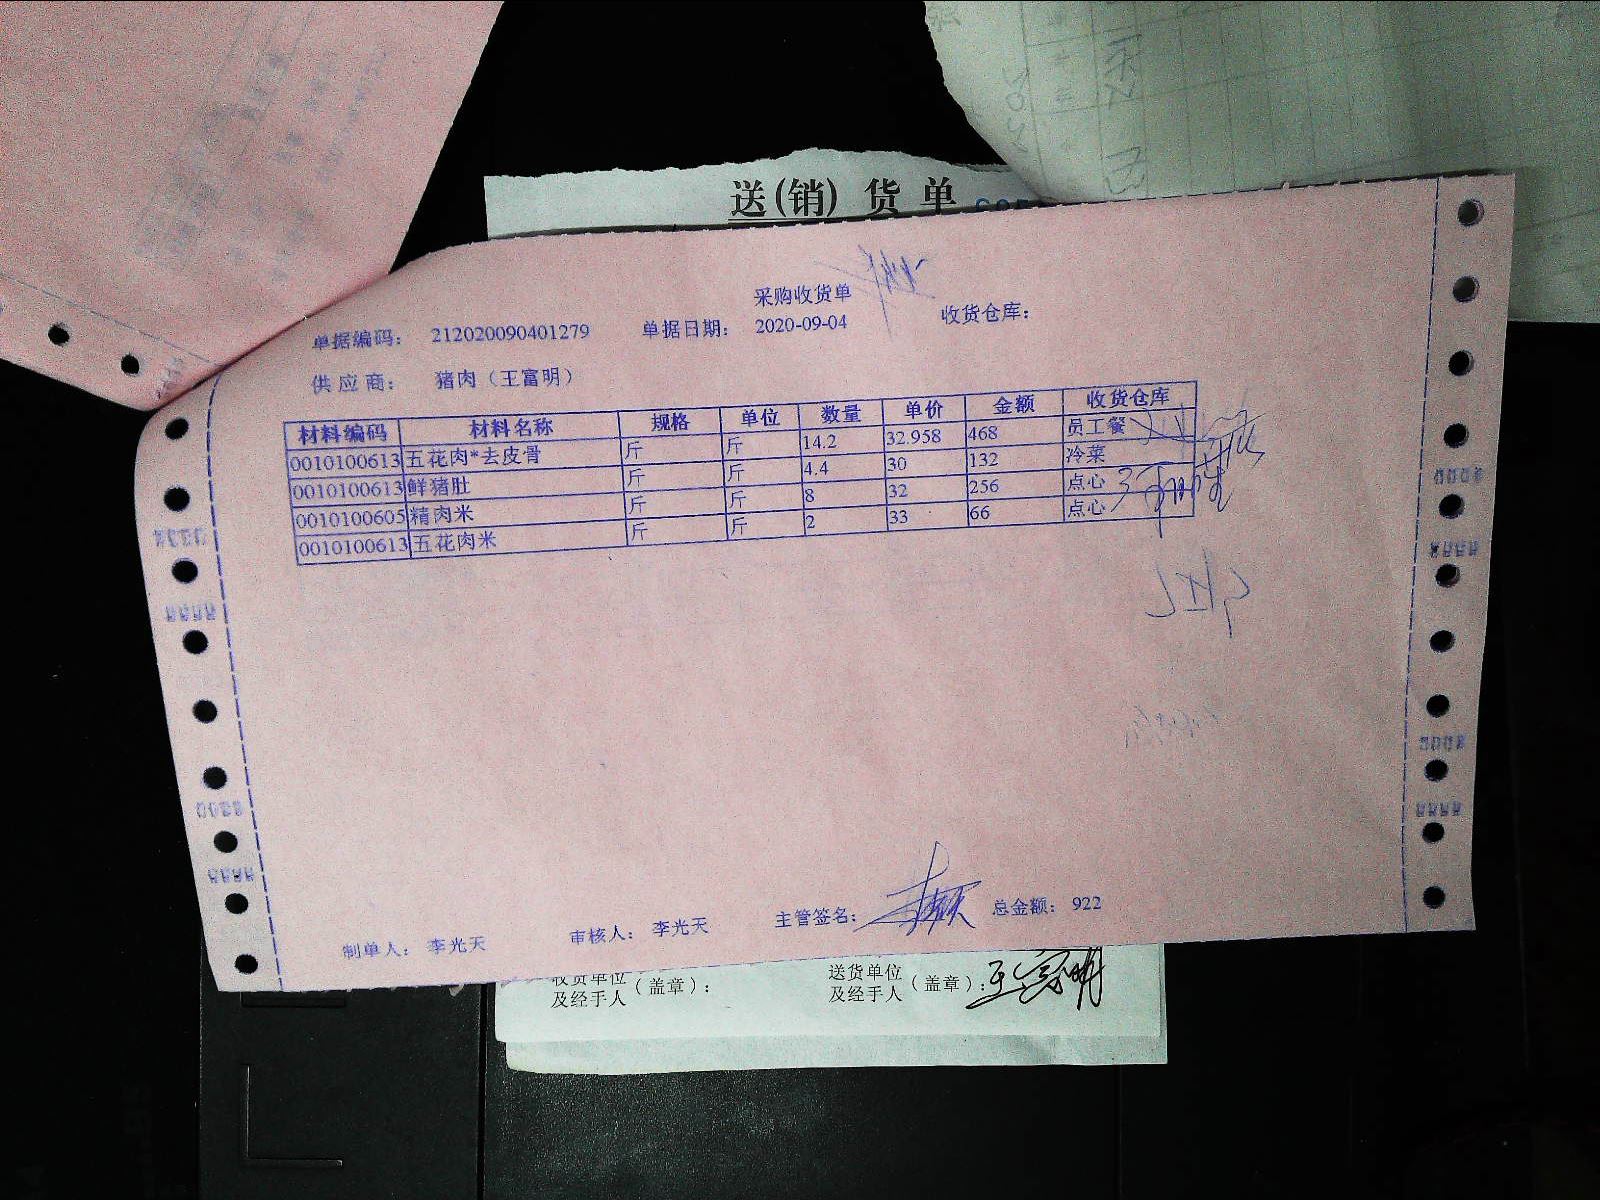 送(销) 货 单
采购收货单
单据编码： 212020090401279 单据日期： 2020-09-04 收货仓库：
供 应 商： 猪肉（王富明）
材料编码 材料名称 规格 单位 数量 单价 金额 收货仓库
0010100613 五花肉*去皮骨 斤 斤 14.2 32.958 468 员工餐
0010100613 鲜猪肚 斤 斤 4.4 30 132 冷菜
0010100605 精肉米 斤 斤 8 32 256 点心
0010100613 五花肉米 斤 斤 2 33 66 点心
制单人： 李光天 审核人： 李光天 主管签名： 总金额： 922
收货单位 送货单位
及经手人（盖章）： 及经手人（盖章）： 王富明